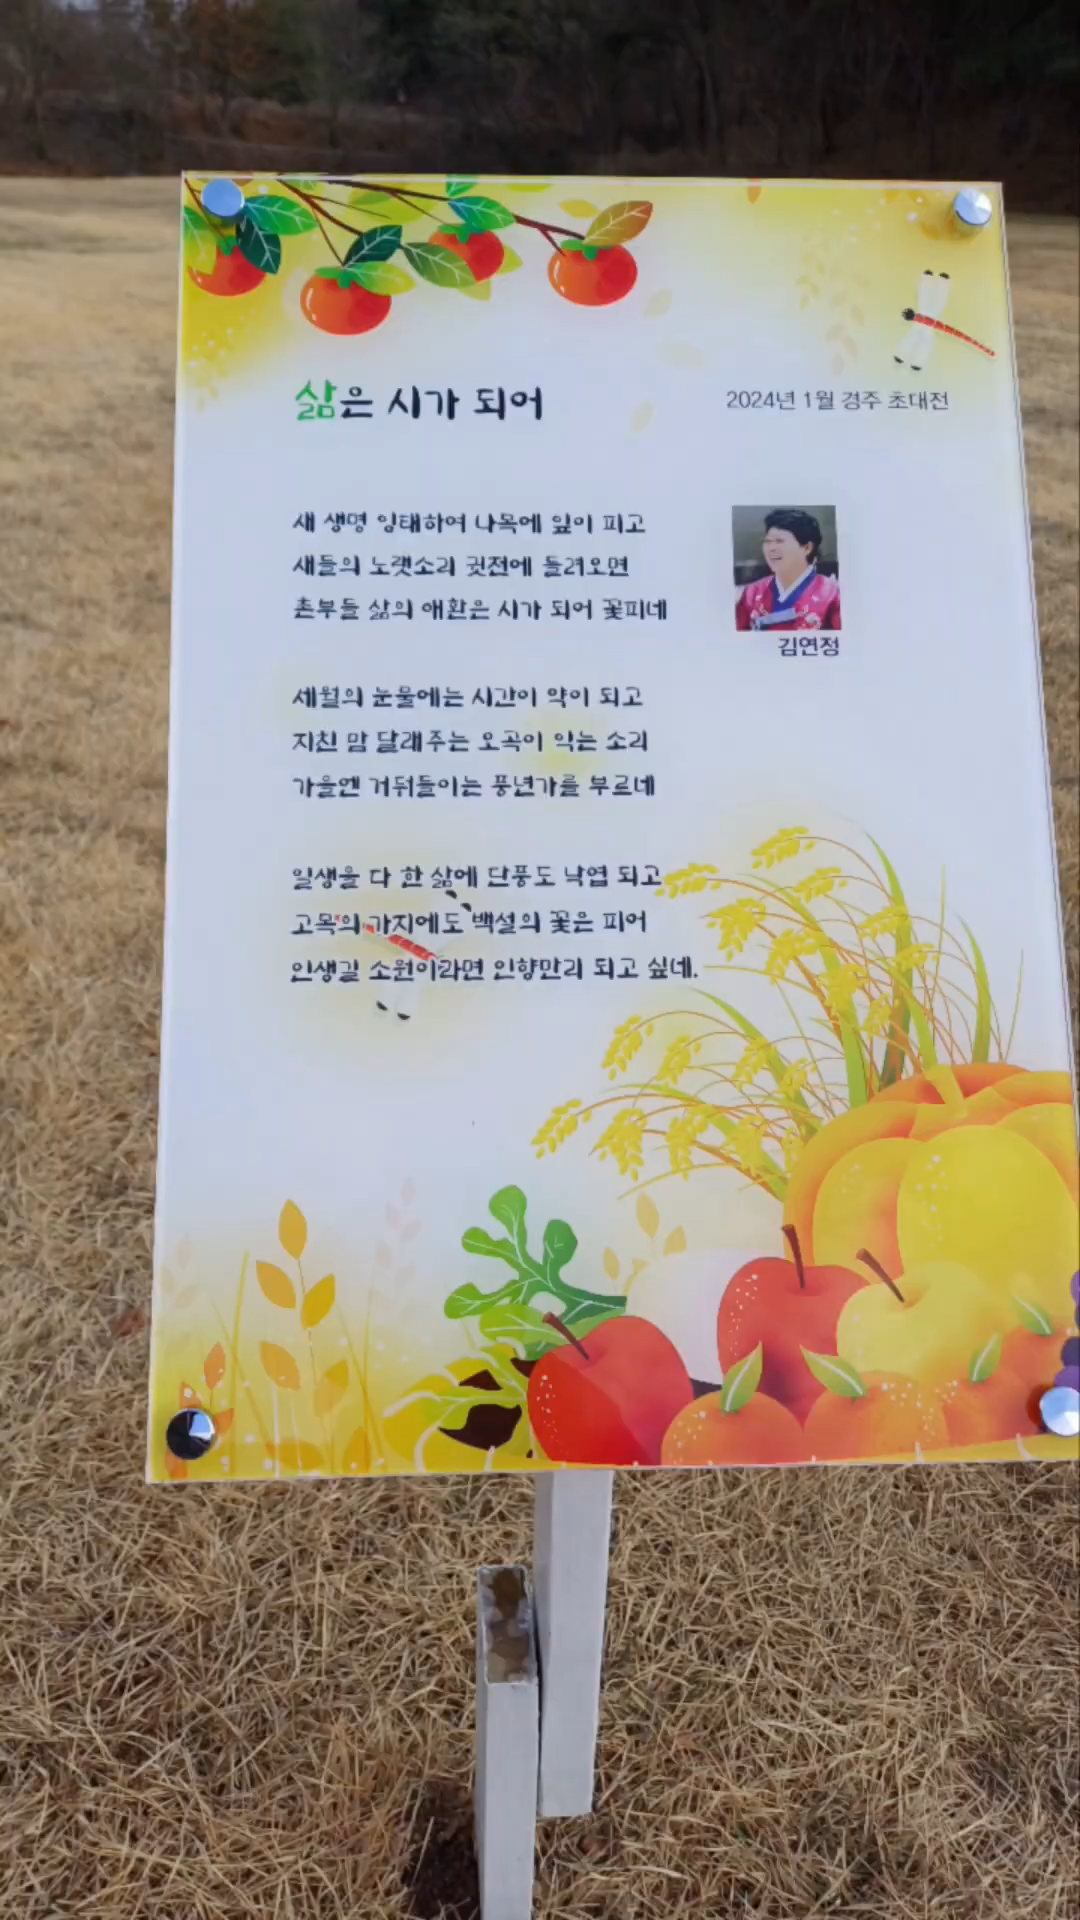 삶은 시가 되어
2024년 1월 경주 초대전
새 생명 잉태하여 나목에 잎이 피고
새들의 노랫소리 귓전에 들려오면
촌부들 삶의 애환은 시가 되어 꽃피네
김연정
세월의 눈물에는 시간이 약이 되고
지친 맘 달래주는 오곡이 익는 소리
가을엔 거둬들이는 풍년가를 부르네
일생을 다 한 삶에 단풍도 낙엽 되고
고목의 가지에도 백설의 꽃은 피어
인생길 소원이라면 인향만리 되고 싶네.